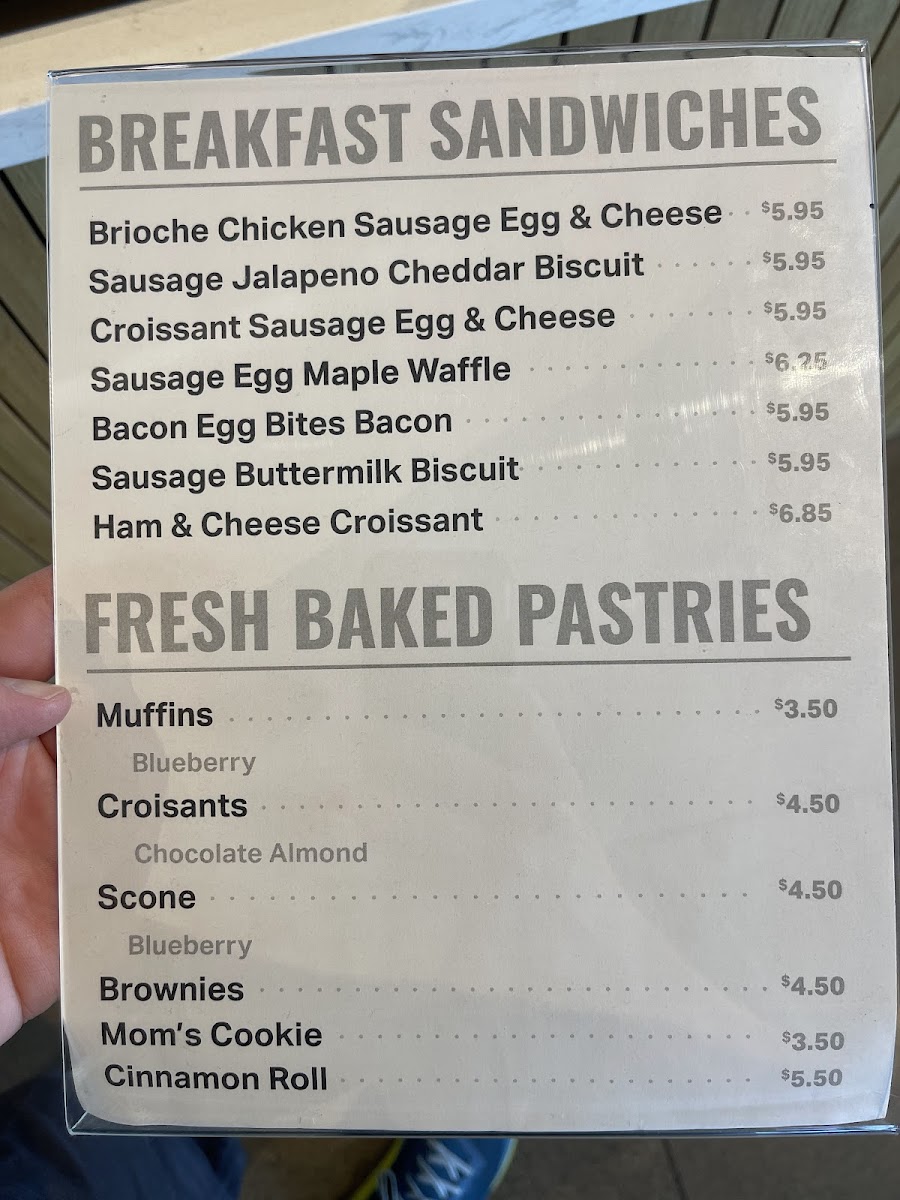 BREAKFAST SANDWICHES
Brioche Chicken Sausage Egg & Cheese $5.95
Sausage Jalapeno Cheddar Biscuit $5.95
Croissant Sausage Egg & Cheese $5.95
Sausage Egg Maple Waffle $6.25
Bacon Egg Bites Bacon $5.95
Sausage Buttermilk Biscuit $5.95
Ham & Cheese Croissant $6.85
FRESH BAKED PASTRIES
Muffins $3.50
Blueberry
Croisants $4.50
Chocolate Almond
Scone $4.50
Blueberry
Brownies $4.50
Mom's Cookie $3.50
Cinnamon Roll $5.50